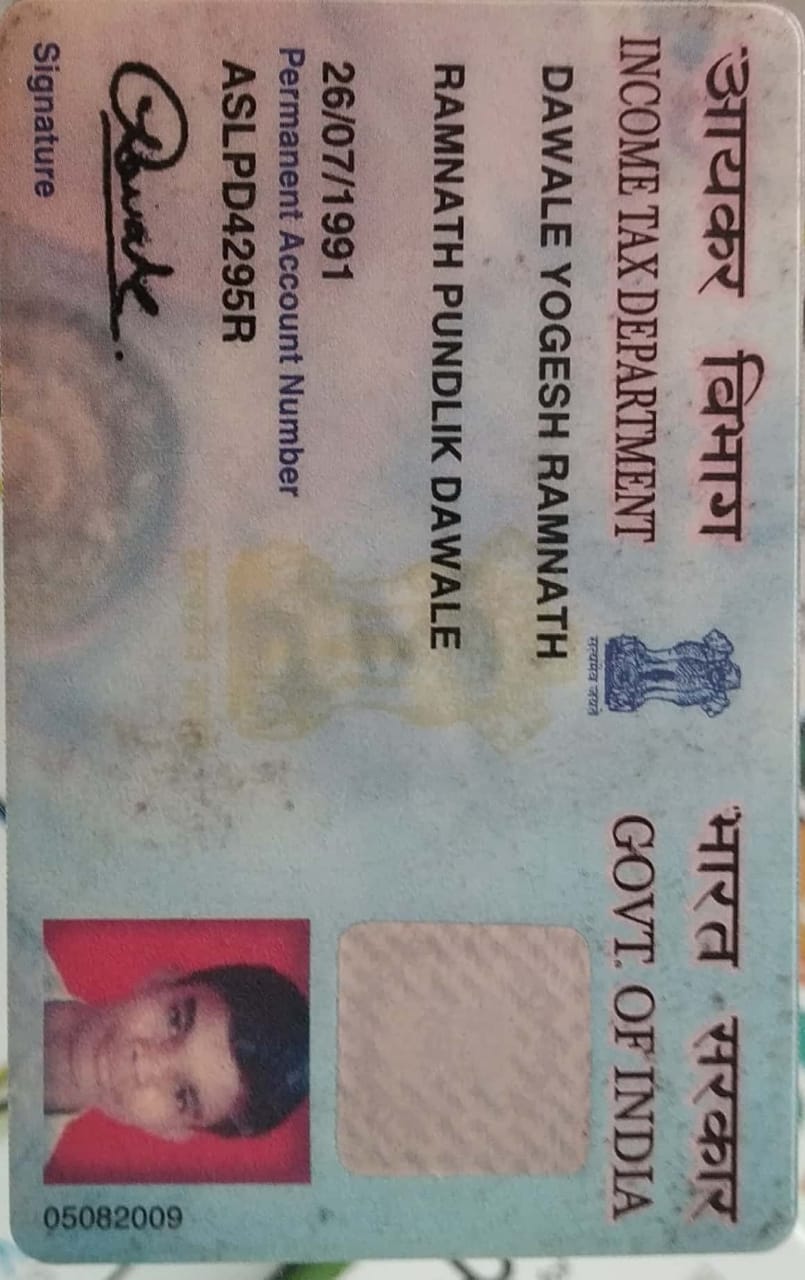 आयकर विभाग
INCOME TAX DEPARTMENT
सत्यमेव जयते
भारत सरकार
GOVT. OF INDIA
DAWALE YOGESH RAMNATH
RAMNATH PUNDLIK DAWALE
26/07/1991
Permanent Account Number
ASLPD4295R
Dawale
Signature
05082009